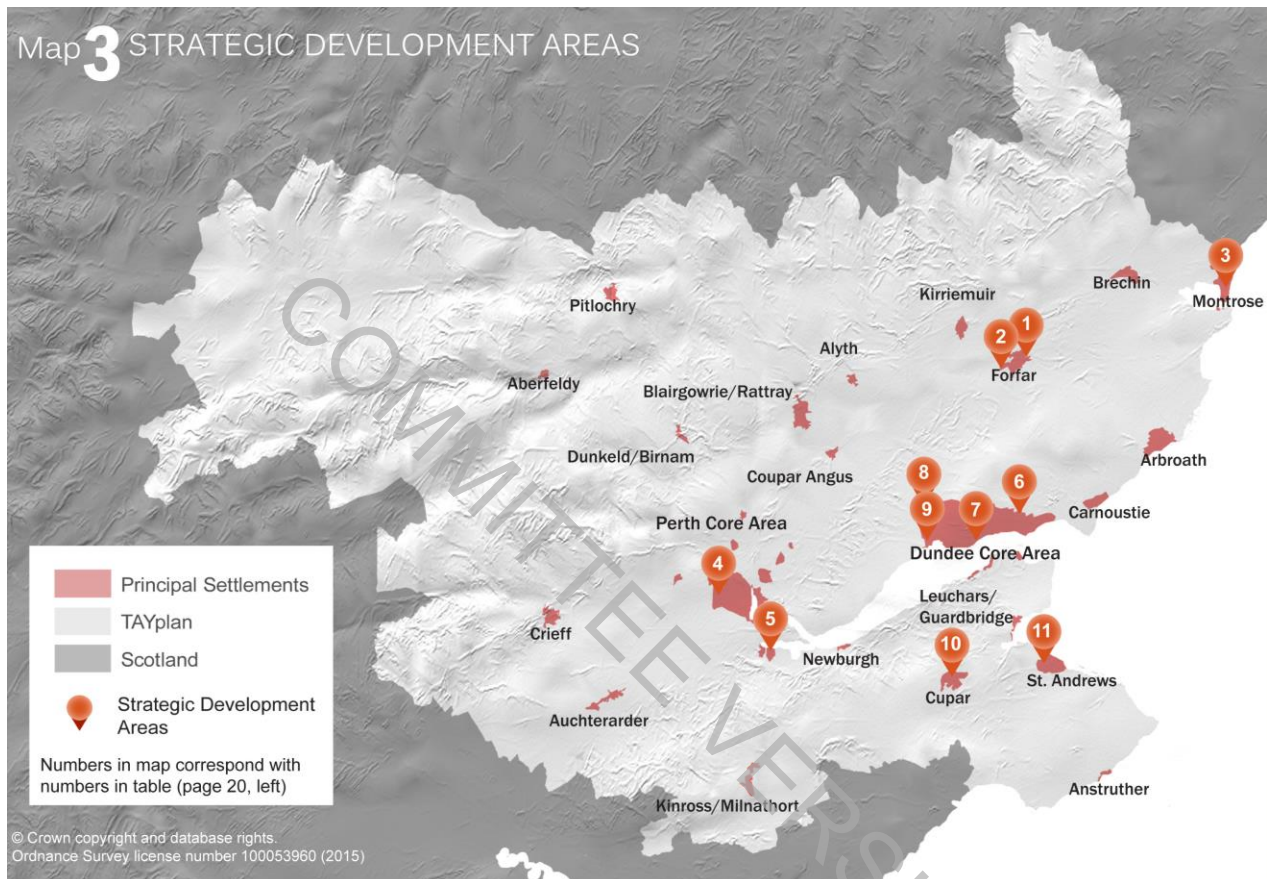 Map 3 STRATEGIC DEVELOPMENT AREAS
3
Brechin
Montrose
Kirriemuir
Pitlochry
1
2
Forfar
Alyth
Aberfeldy
Blairgowrie/Rattray
Dunkeld/Birnam
Coupar Angus
Arbroath
8
6
9
7
Carnoustie
Perth Core Area
Dundee Core Area
4
Leuchars/
Guardbridge
5
Crieff
Newburgh
10
11
St. Andrews
Cupar
Auchterarder
Anstruther
Kinross/Milnathort
COMMITTEE VERS
Principal Settlements
TAYplan
Scotland
Strategic Development
Areas
Numbers in map correspond with
numbers in table (page 20, left)
© Crown copyright and database rights.
Ordnance Survey license number 100053960 (2015)